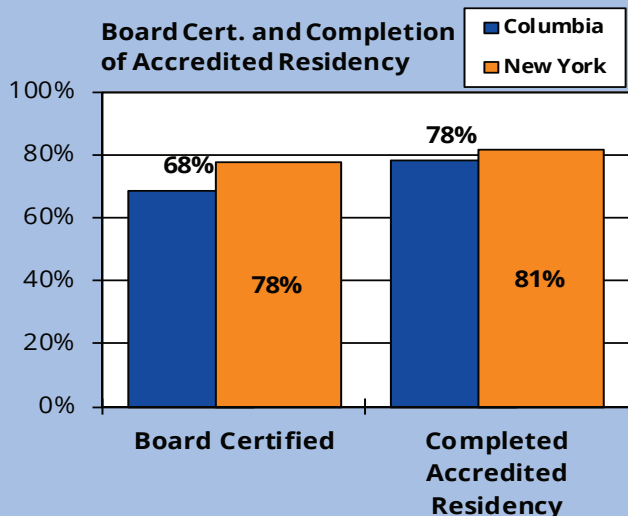 Board Cert. and Completion
of Accredited Residency
Columbia
New York
100%
80%
60%
40%
20%
0%
68%
78%
78%
81%
Board Certified
Completed
Accredited
Residency